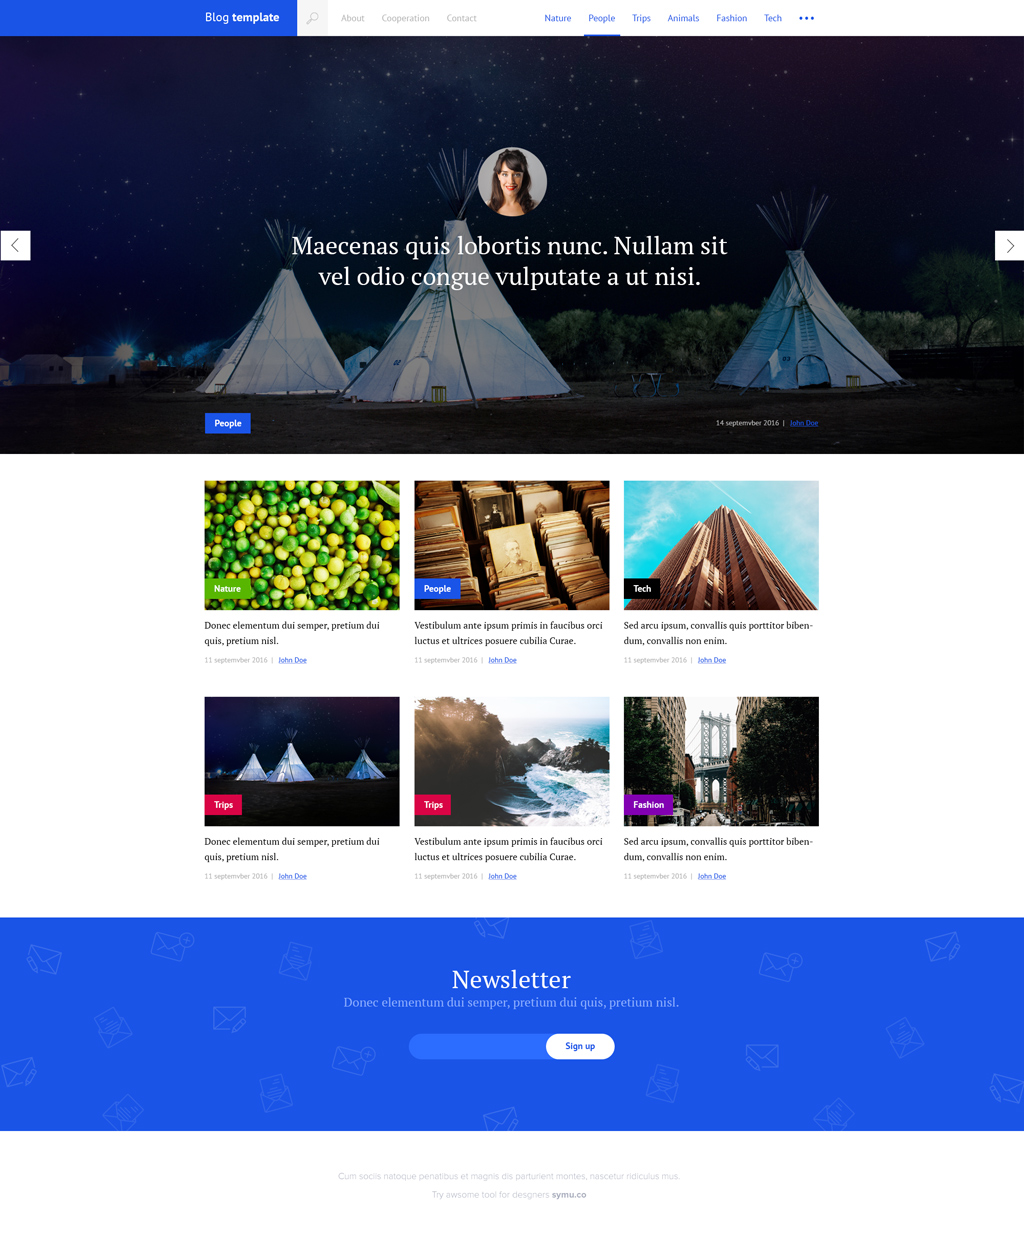 Blog template
About Cooperation Contact
Nature People Trips Animals Fashion Tech
Maecenas quis lobortis nunc. Nullam sit
vel odio congue vulputate a ut nisi.
People
14 septemvber 2016 | John Doe
03
Nature
People
Tech
Donec elementum dui semper, pretium dui
quis, pretium nisl.
11 septemvber 2016 | John Doe
Vestibulum ante ipsum primis in faucibus orci
luctus et ultrices posuere cubilia Curae.
11 septemvber 2016 | John Doe
Sed arcu ipsum, convallis quis porttitor biben-
dum, convallis non enim.
11 septemvber 2016 | John Doe
Trips
Trips
Fashion
Donec elementum dui semper, pretium dui
quis, pretium nisl.
11 septemvber 2016 | John Doe
Vestibulum ante ipsum primis in faucibus orci
luctus et ultrices posuere cubilia Curae.
11 septemvber 2016 | John Doe
Sed arcu ipsum, convallis quis porttitor biben-
dum, convallis non enim.
11 septemvber 2016 | John Doe
Newsletter
Donec elementum dui semper, pretium dui quis, pretium nisl.
Sign up
Cum sociis natoque penatibus et magnis dis parturient montes, nascetur ridiculus mus.
Try awsome tool for desgners symu.co